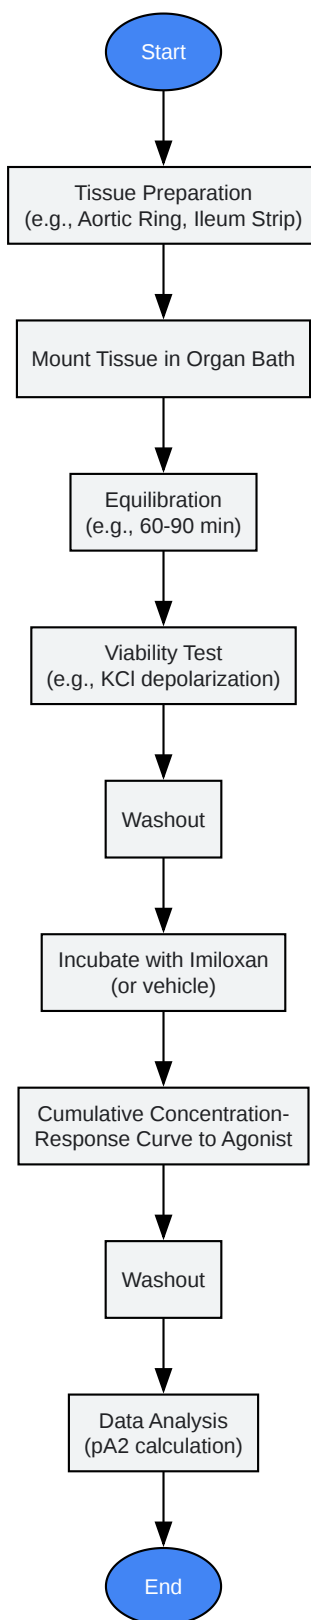 Start
Tissue Preparation
(e.g., Aortic Ring, Ileum Strip)
Mount Tissue in Organ Bath
Equilibration
(e.g., 60-90 min)
Viability Test
(e.g., KCl depolarization)
Washout
Incubate with Imiloxan
(or vehicle)
Cumulative Concentration-
Response Curve to Agonist
Washout
Data Analysis
(pA2 calculation)
End